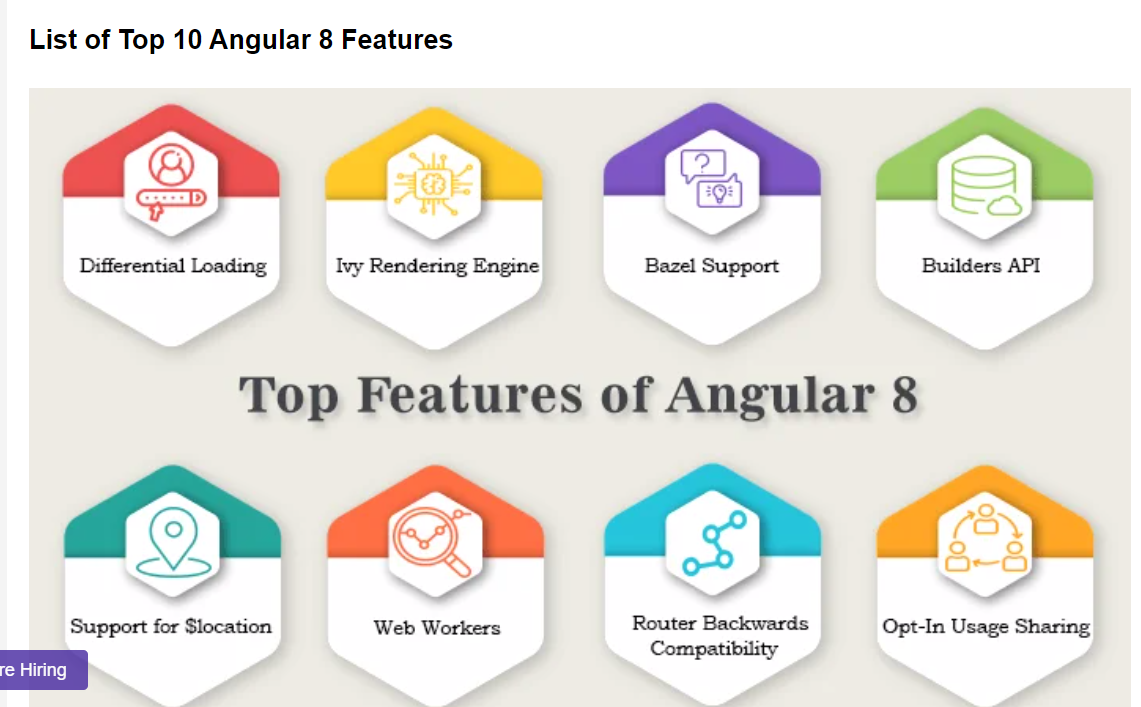 List of Top 10 Angular 8 Features
Differential Loading
Ivy Rendering Engine
Bazel Support
Builders API
Top Features of Angular 8
Support for $location
Web Workers
Router Backwards
Compatibility
Opt-In Usage Sharing
re Hiring